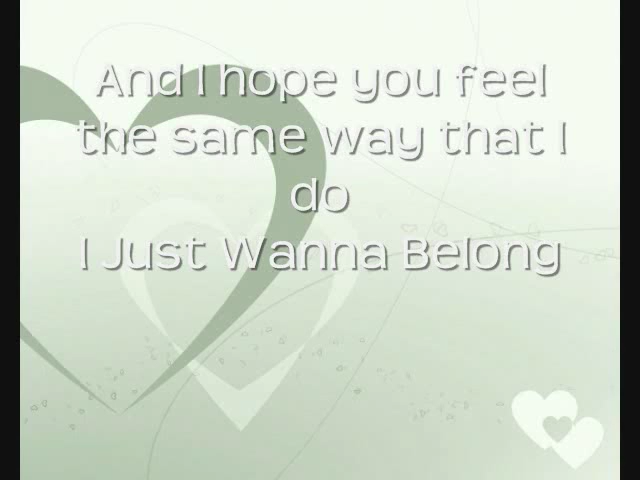 And I hope you feel
the same way that I
do
I Just Wanna Belong